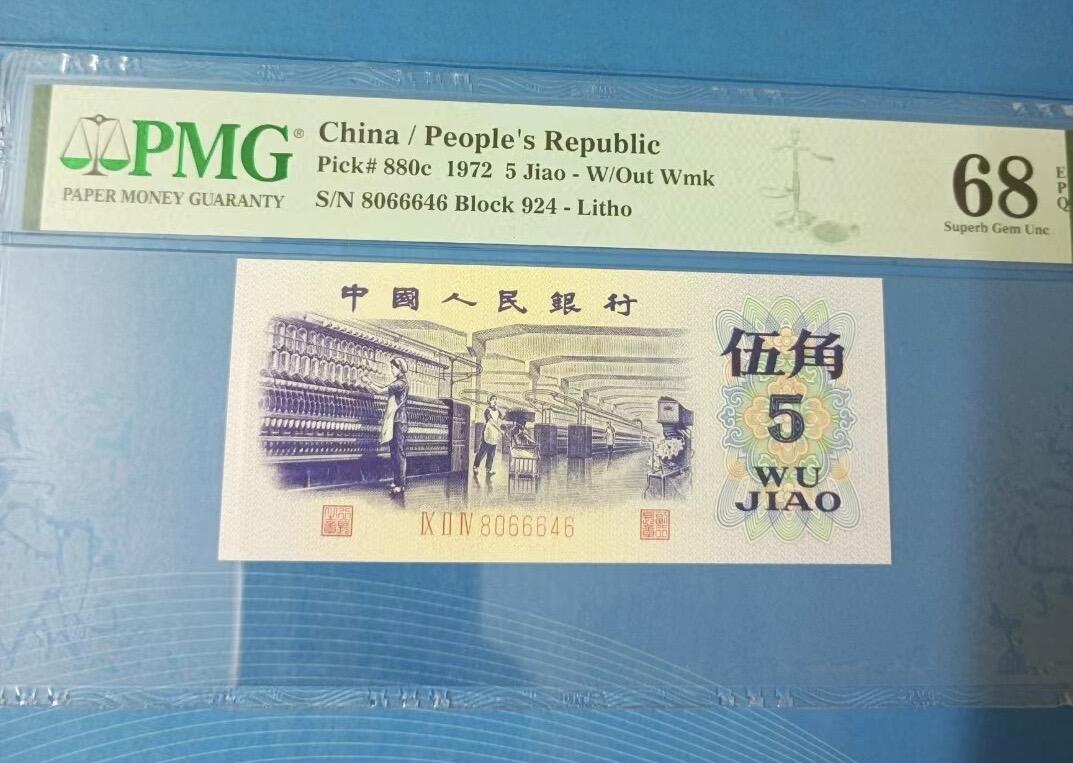 PMG®
PAPER MONEY GUARANTY
China / People's Republic
Pick# 880c 1972 5 Jiao - W/Out Wmk
S/N 8066646 Block 924 - Litho
68
EPQ
Superb Gem Unc
中國人民銀行
伍角
5
WU
JIAO
IX II IV 8066646